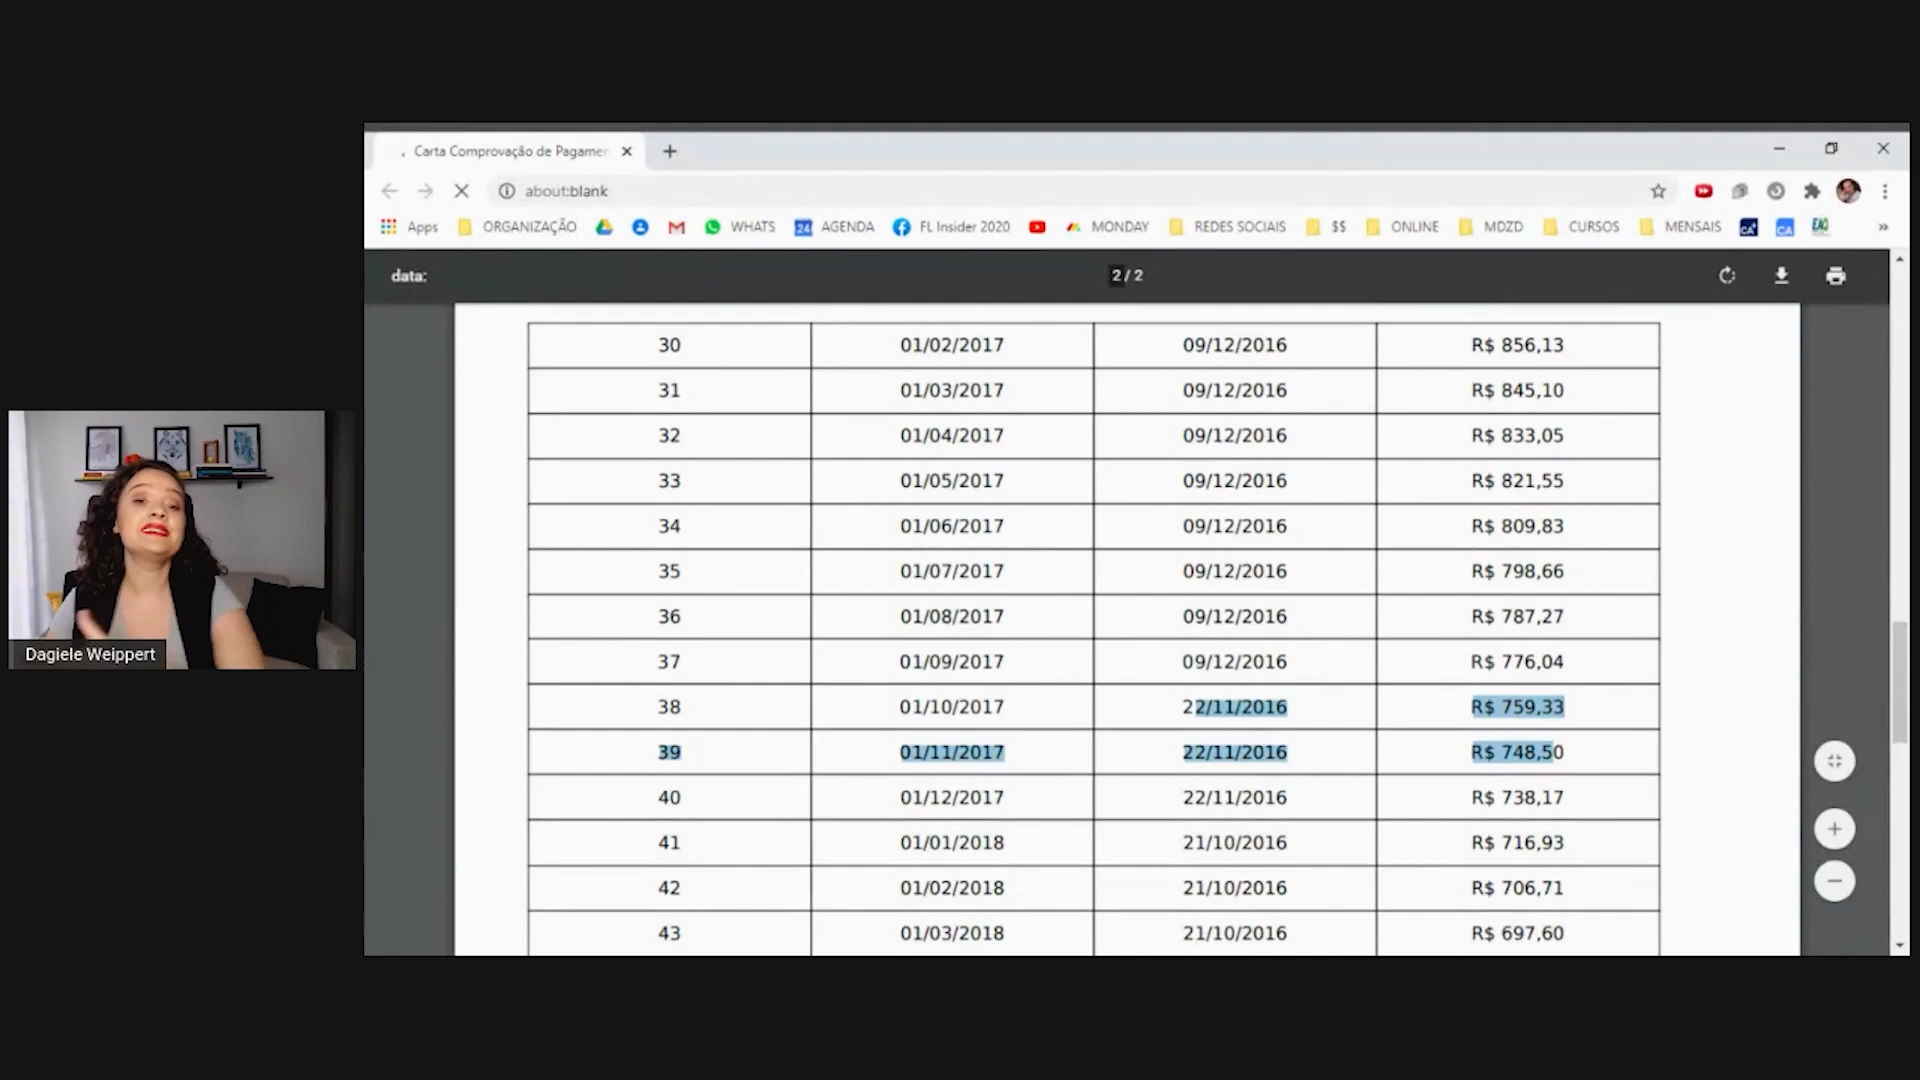 Carta Comprovação de Pagamen
about:blank
Apps ORGANIZAÇÃO WHATS 24 AGENDA FL Insider 2020 MONDAY REDES SOCIAIS $$ ONLINE MDZD CURSOS MENSAIS CA CA EAQ »
data: 2 / 2
30 01/02/2017 09/12/2016 R$ 856,13
31 01/03/2017 09/12/2016 R$ 845,10
32 01/04/2017 09/12/2016 R$ 833,05
33 01/05/2017 09/12/2016 R$ 821,55
34 01/06/2017 09/12/2016 R$ 809,83
35 01/07/2017 09/12/2016 R$ 798,66
36 01/08/2017 09/12/2016 R$ 787,27
37 01/09/2017 09/12/2016 R$ 776,04
38 01/10/2017 22/11/2016 R$ 759,33
39 01/11/2017 22/11/2016 R$ 748,50
40 01/12/2017 22/11/2016 R$ 738,17
41 01/01/2018 21/10/2016 R$ 716,93
42 01/02/2018 21/10/2016 R$ 706,71
43 01/03/2018 21/10/2016 R$ 697,60
Dagiele Weippert